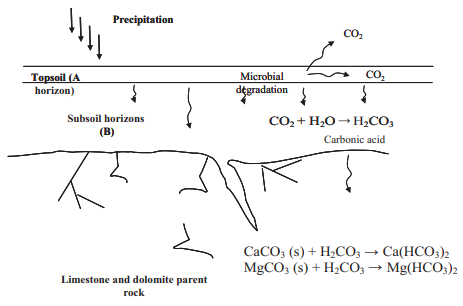 Precipitation
CO₂
Topsoil (A
horizon)
Microbial
degradation
CO₂
Subsoil horizons
(B)
CO₂ + H₂O → H₂CO₃
Carbonic acid
CaCO₃ (s) + H₂CO₃ → Ca(HCO₃)₂
MgCO₃ (s) + H₂CO₃ → Mg(HCO₃)₂
Limestone and dolomite parent
rock